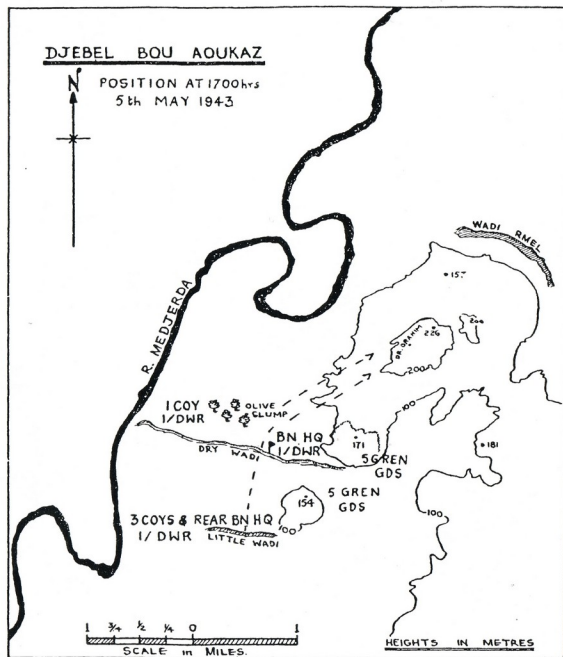 DJEBEL BOU AOUKAZ
N
POSITION AT 1700hrs
5th MAY 1943
WADI RMEL
157
R. MEDJERDA
226
200
200
100
1 COY
1/DWR
OLIVE
CLUMP
BN HQ
1/DWR
171
5 GREN
GDS
181
DRY WADI
5 GREN
GDS
154
100
100
3 COYS & REAR BN HQ
1/DWR
LITTLE WADI
1 3/4 1/2 1/4 0 1
SCALE in MILES.
HEIGHTS IN METRES